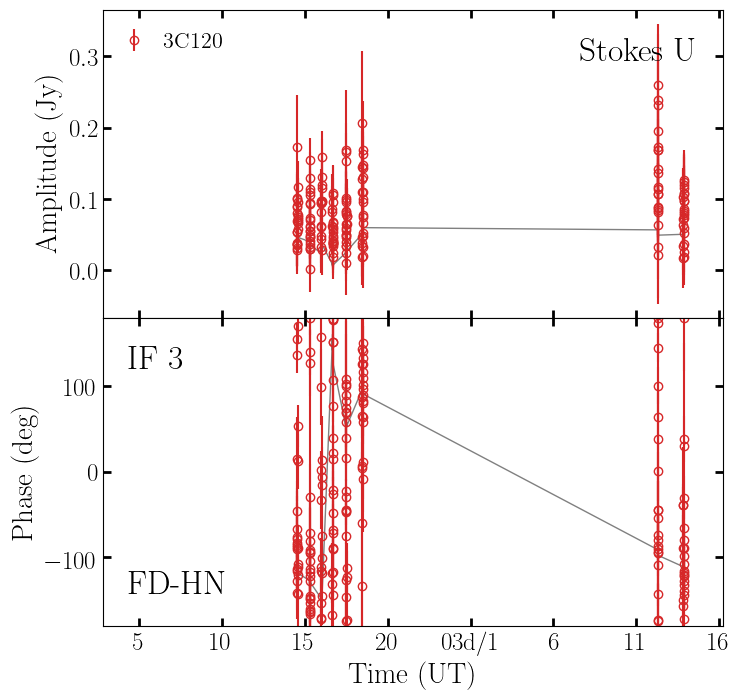 3C120
Stokes U
0.3
0.2
0.1
0.0
Amplitude (Jy)
IF 3
100
0
−100
Phase (deg)
FD-HN
5 10 15 20 03d/1 6 11 16
Time (UT)